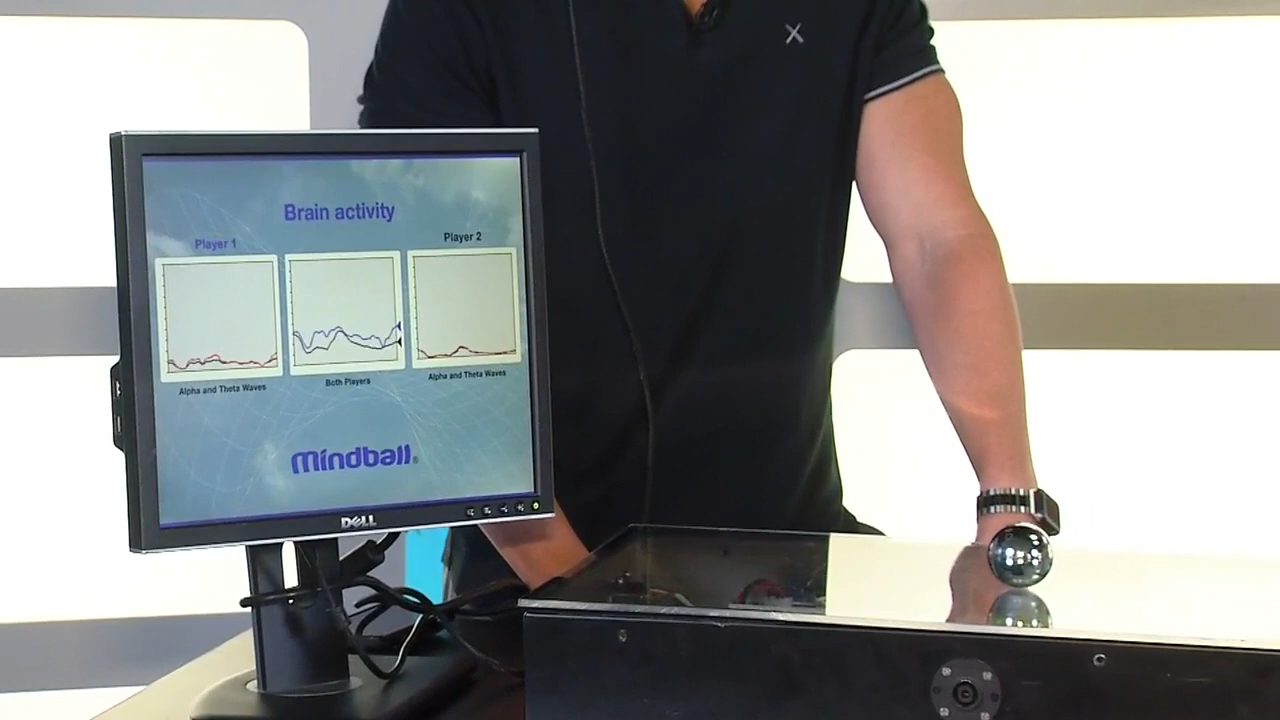 Brain activity
Player 1
Player 2
Alpha and Theta Waves
Both Players
Alpha and Theta Waves
Mindball®
DELL